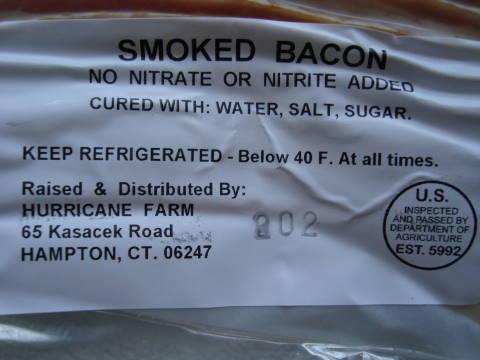 SMOKED BACON
NO NITRATE OR NITRITE ADDED
CURED WITH: WATER, SALT, SUGAR.
KEEP REFRIGERATED - Below 40 F. At all times.
Raised & Distributed By:
HURRICANE FARM
65 Kasacek Road
HAMPTON, CT. 06247
202
U.S.
INSPECTED
AND PASSED BY
DEPARTMENT OF
AGRICULTURE
EST. 5992